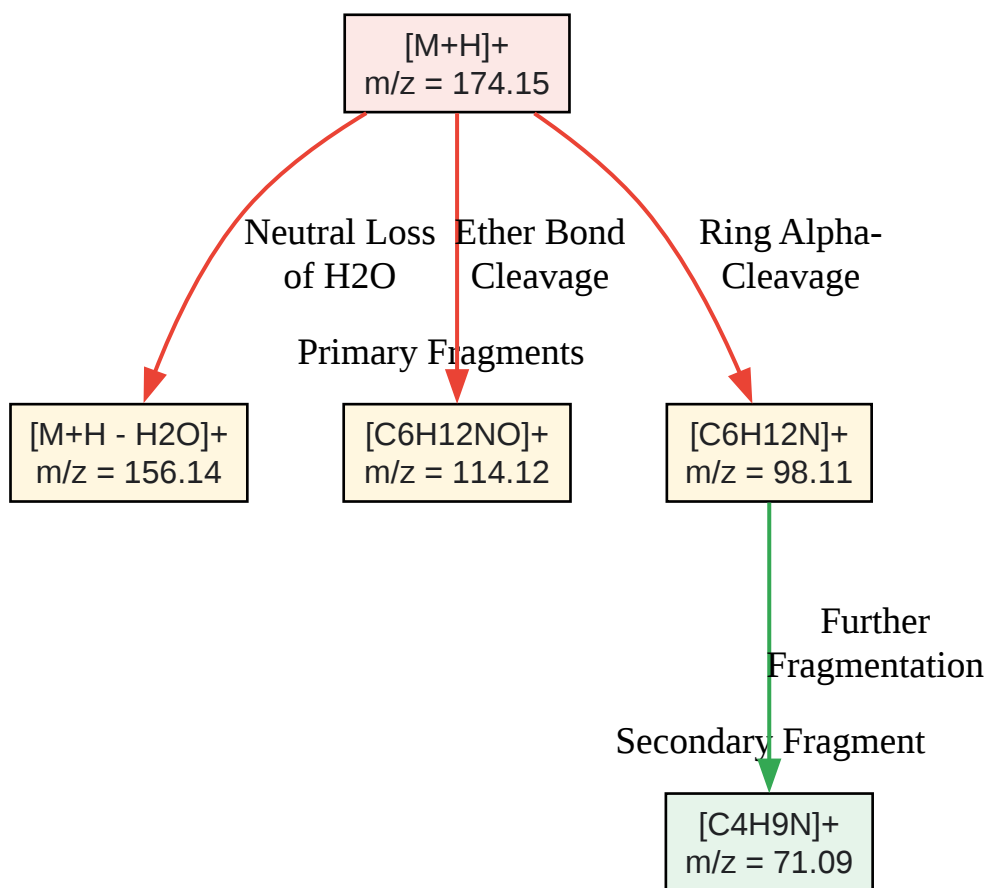 [M+H]+
m/z = 174.15
Neutral Loss
of H2O
Ether Bond
Cleavage
Ring Alpha-
Cleavage
Primary Fragments
[M+H - H2O]+
m/z = 156.14
[C6H12NO]+
m/z = 114.12
[C6H12N]+
m/z = 98.11
Further
Fragmentation
Secondary Fragment
[C4H9N]+
m/z = 71.09